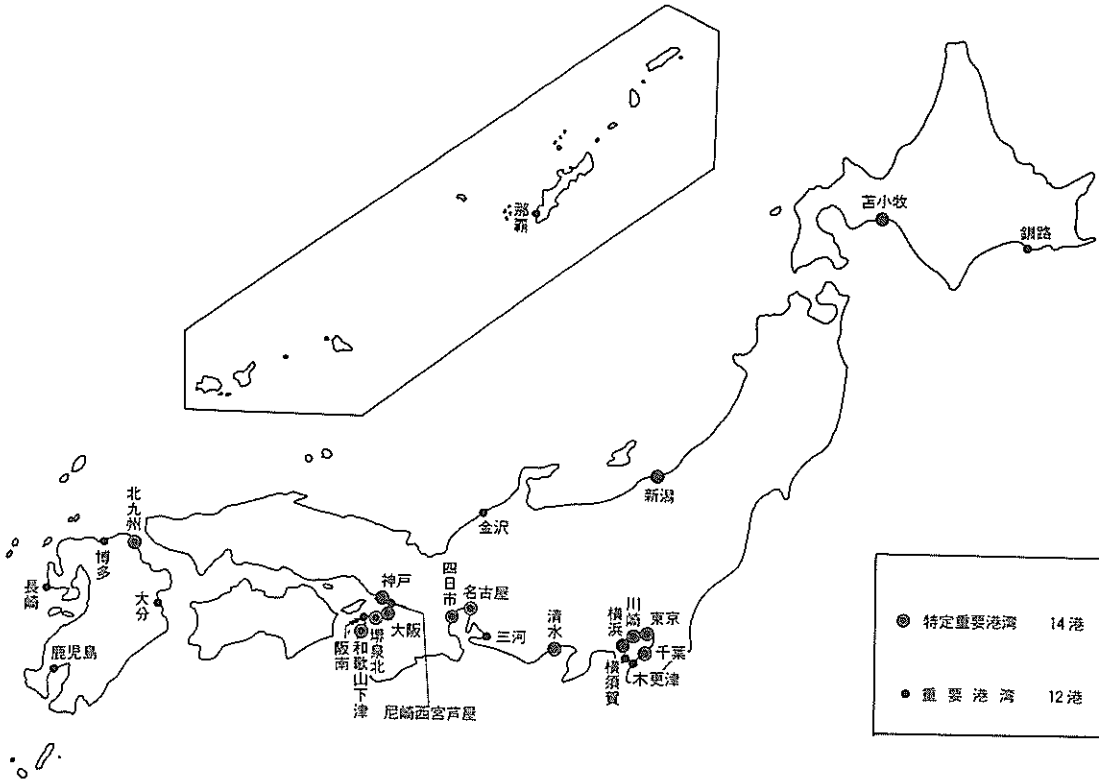 那覇
苫小牧
釧路
新潟
金沢
北九州
博多
長崎
大分
鹿児島
神戸
大阪
堺泉北
阪南
和歌山下津
尼崎西宮芦屋
四日市
名古屋
三河
清水
横浜
川崎
東京
千葉
横須賀
木更津
特定重要港湾 14港
重要港湾 12港